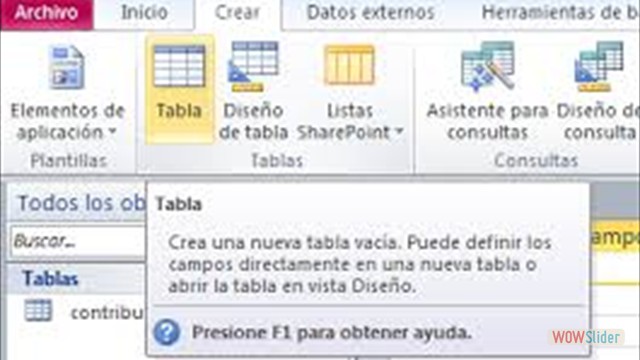 Archivo Inicio Crear Datos externos Herramientas de b
Elementos de aplicación
Tabla
Diseño de tabla
Listas SharePoint
Asistente para consultas
Diseño de consulta
Plantillas Tablas Consultas
Todos los ob
Buscar...
Tablas
contribu
Tabla
Crea una nueva tabla vacía. Puede definir los
campos directamente en una nueva tabla o
abrir la tabla en vista Diseño.
Presione F1 para obtener ayuda.
ampo
WOWSlider